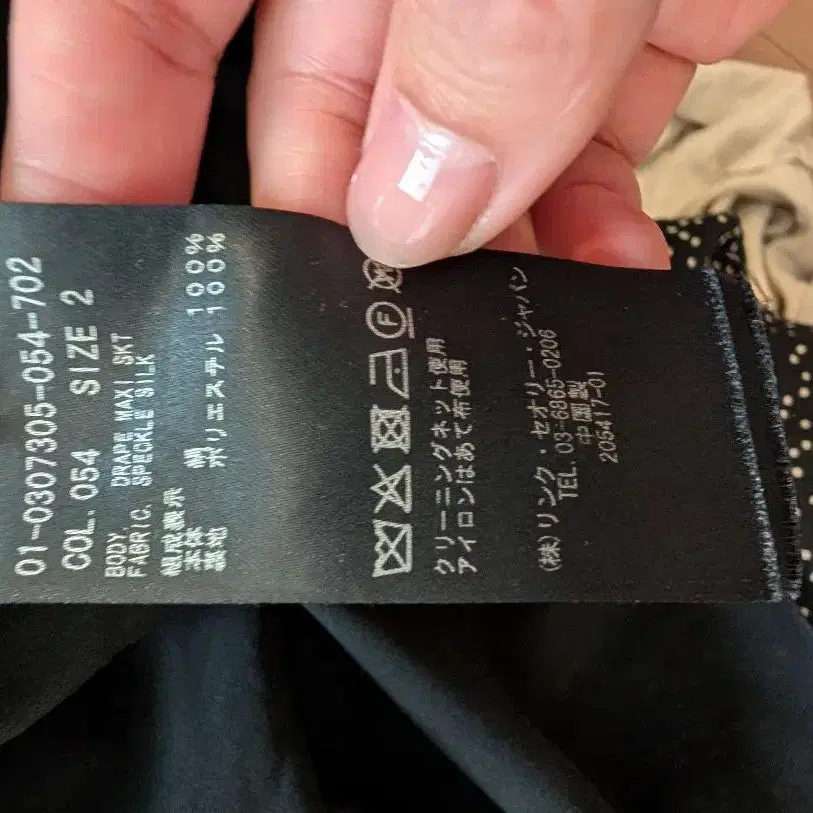 01-0307305-054-702
COL. 054 SIZE 2
BODY. DRAPE MAXI SKT
FABRIC. SPECKLE SILK
組成表示
本体 絹 100%
裏地 ポリエステル 100%
クリーニングネット使用
アイロンはあて布使用
(株)リンク・セオリー・ジャパン
TEL. 03-6865-0206
中国製
205417-01